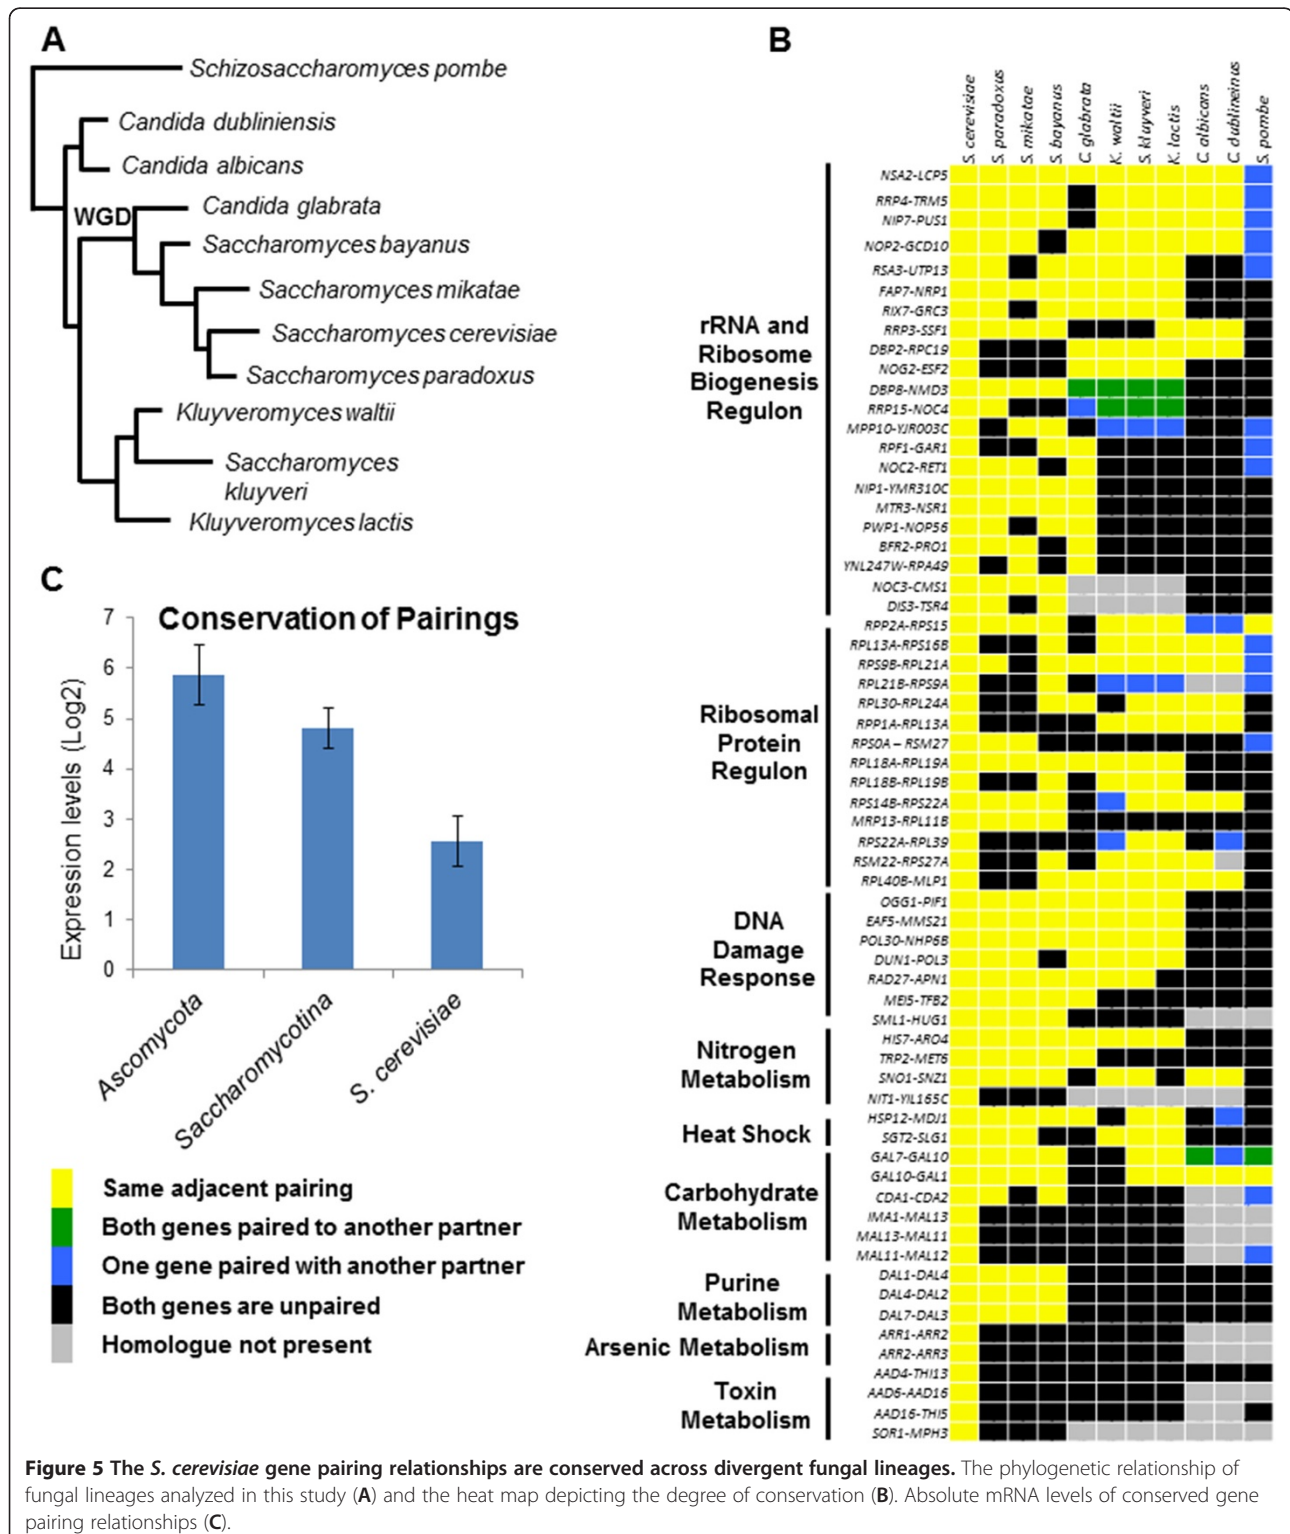 A
Schizosaccharomyces pombe
Candida dubliniensis
Candida albicans
WGD
Candida glabrata
Saccharomyces bayanus
Saccharomyces mikatae
Saccharomyces cerevisiae
Saccharomyces paradoxus
Kluyveromyces waltii
Saccharomyces
kluyveri
Kluyveromyces lactis
B
S. cerevisiae
S. paradoxus
S. mikatae
S. bayanus
C. glabrata
K. waltii
S. kluyveri
K. lactis
C. albicans
C. dublineinus
S. pombe
rRNA and
Ribosome
Biogenesis
Regulon
NSA2-LCP5
RRP4-TRM5
NIP7-PUS1
NOP2-GCD10
RSA3-UTP13
FAP7-NRP1
RIX7-GRC3
RRP3-SSF1
DBP2-RPC19
NOG2-ESF2
DBP8-NMD3
RRP15-NOC4
MPP10-YJR003C
RPF1-GAR1
NOC2-RET1
NIP1-YMR310C
MTR3-NSR1
PWP1-NOP56
BFR2-PRO1
YNL247W-RPA49
NOC3-CMS1
DIS3-TSR4
Ribosomal
Protein
Regulon
RPP2A-RPS15
RPL13A-RPS16B
RPS9B-RPL21A
RPL21B-RPS9A
RPL30-RPL24A
RPP1A-RPL13A
RPS0A – RSM27
RPL18A-RPL19A
RPL18B-RPL19B
RPS14B-RPS22A
MRP13-RPL11B
RPS22A-RPL39
RSM22-RPS27A
RPL40B-MLP1
DNA
Damage
Response
OGG1-PIF1
EAF5-MMS21
POL30-NHP6B
DUN1-POL3
RAD27-APN1
MEI5-TFB2
SML1-HUG1
Nitrogen
Metabolism
HIS7-ARO4
TRP2-MET6
SNO1-SNZ1
NIT1-YIL165C
Heat Shock
HSP12-MDJ1
SGT2-SLG1
Carbohydrate
Metabolism
GAL7-GAL10
GAL10-GAL1
CDA1-CDA2
IMA1-MAL13
MAL13-MAL11
MAL11-MAL12
Purine
Metabolism
DAL1-DAL4
DAL4-DAL2
DAL7-DAL3
Arsenic Metabolism
ARR1-ARR2
ARR2-ARR3
Toxin
Metabolism
AAD4-THI13
AAD6-AAD16
AAD16-THI5
SOR1-MPH3
C
Conservation of Pairings
Expression levels (Log2)
7
6
5
4
3
2
1
0
Ascomycota
Saccharomycotina
S. cerevisiae
Same adjacent pairing
Both genes paired to another partner
One gene paired with another partner
Both genes are unpaired
Homologue not present
Figure 5 The S. cerevisiae gene pairing relationships are conserved across divergent fungal lineages. The phylogenetic relationship of
fungal lineages analyzed in this study (A) and the heat map depicting the degree of conservation (B). Absolute mRNA levels of conserved gene
pairing relationships (C).